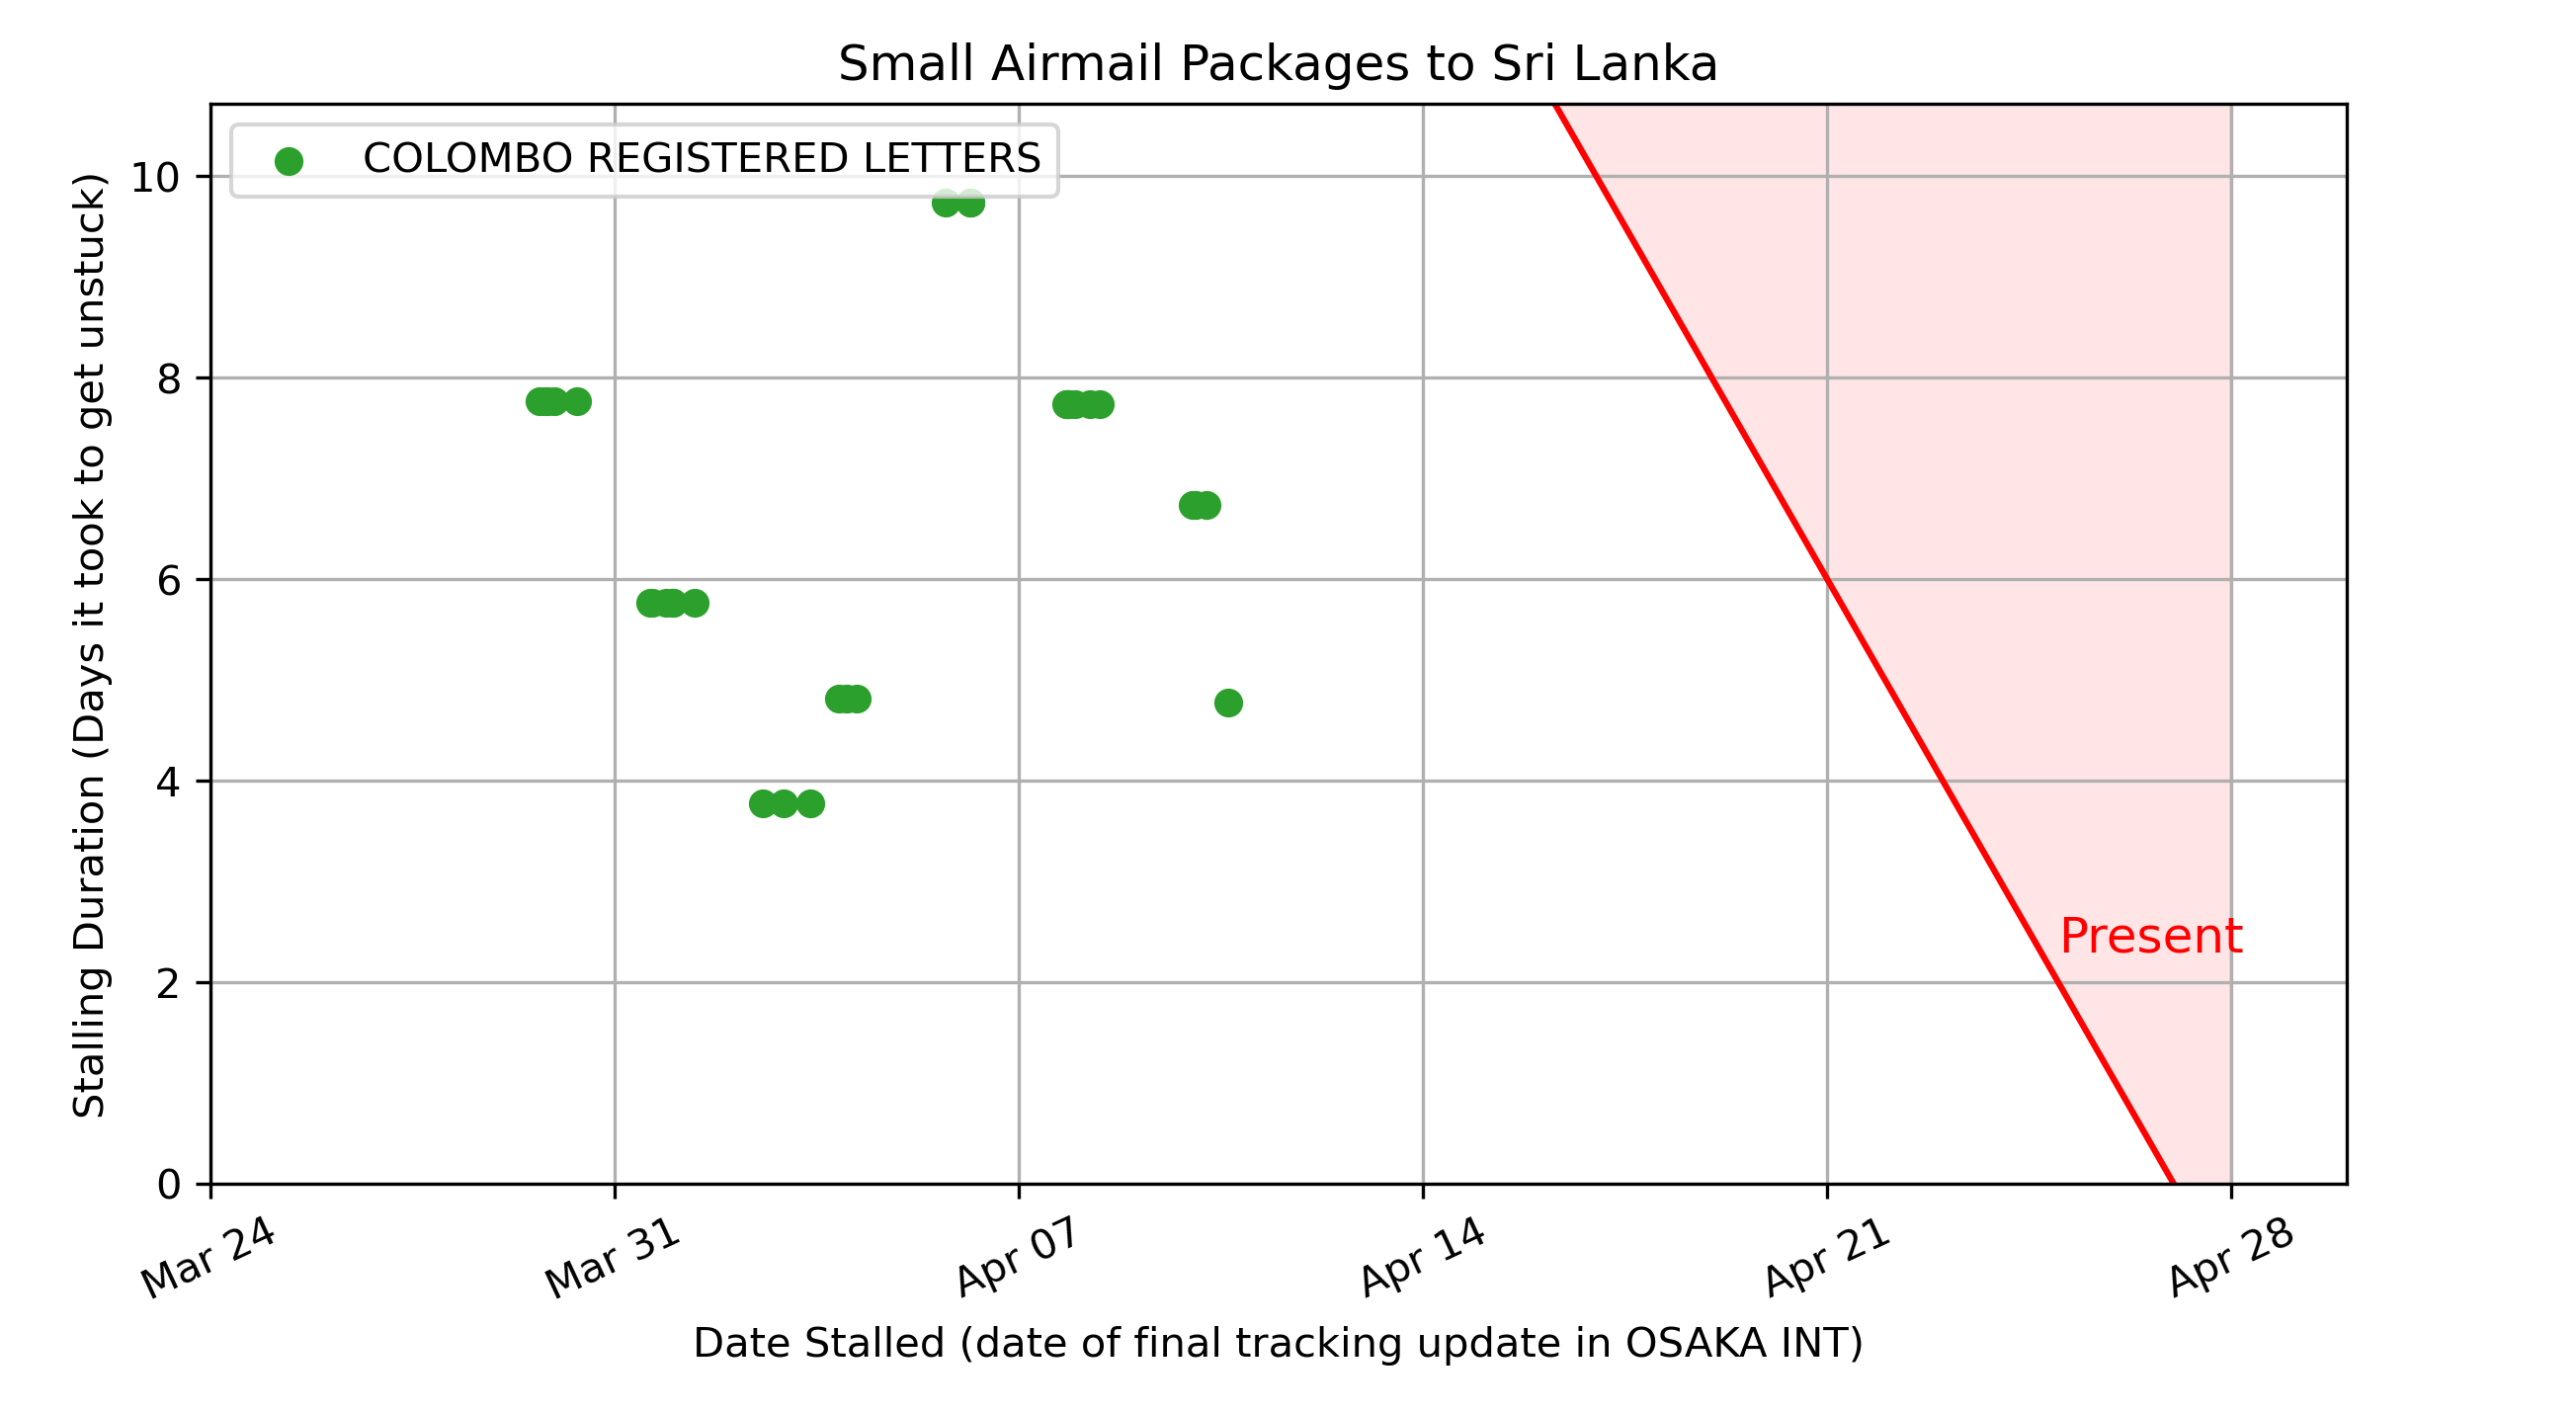 Small Airmail Packages to Sri Lanka
COLOMBO REGISTERED LETTERS
Stalling Duration (Days it took to get unstuck)
10
8
6
4
2
0
Present
Mar 24
Mar 31
Apr 07
Apr 14
Apr 21
Apr 28
Date Stalled (date of final tracking update in OSAKA INT)